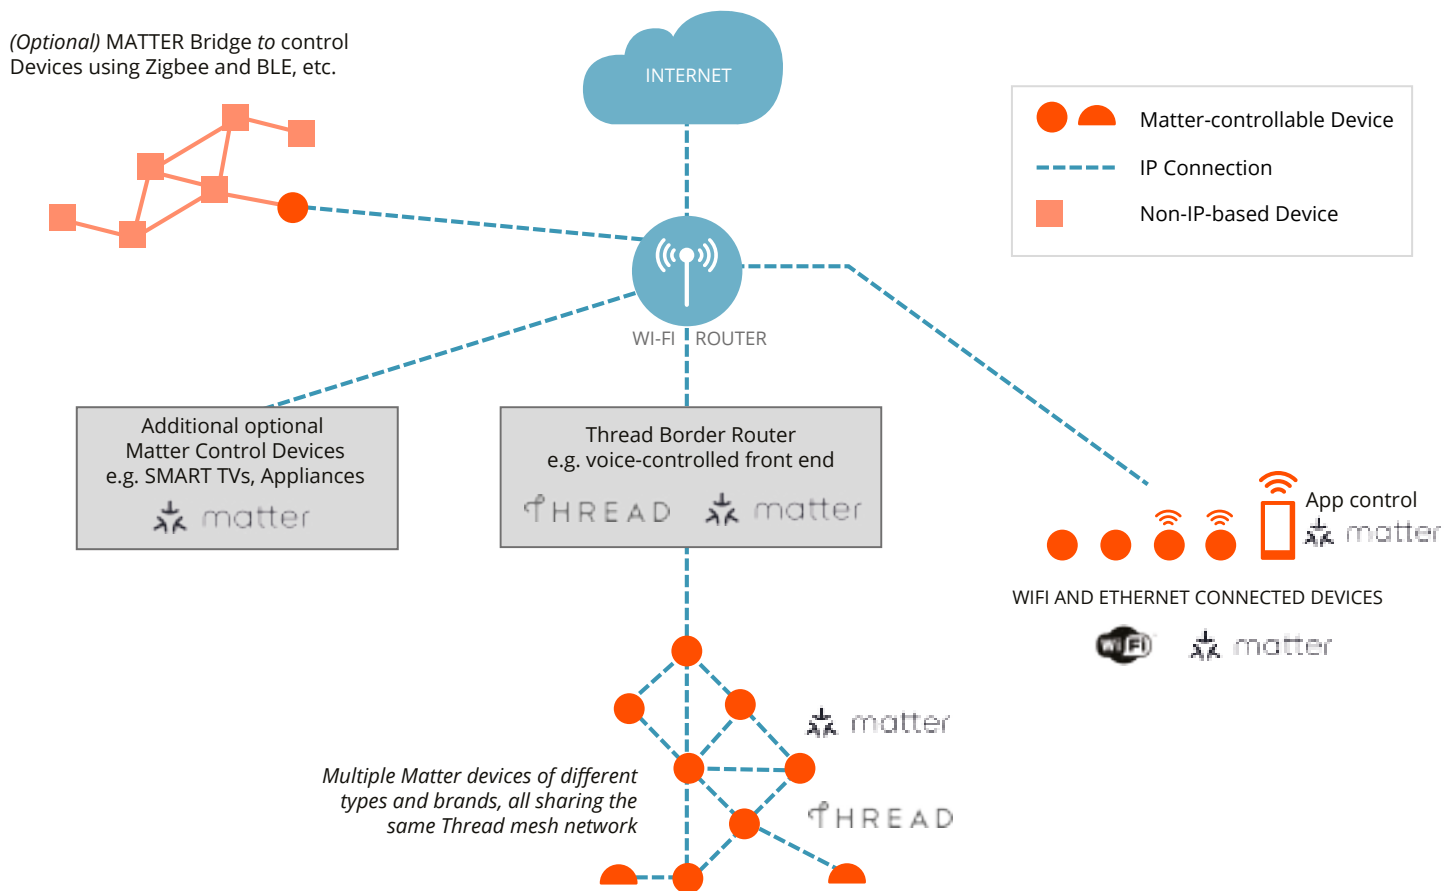 (Optional) MATTER Bridge to control
Devices using Zigbee and BLE, etc.
INTERNET
Matter-controllable Device
IP Connection
Non-IP-based Device
WI-FI ROUTER
Additional optional
Matter Control Devices
e.g. SMART TVs, Appliances
matter
Thread Border Router
e.g. voice-controlled front end
THREAD matter
App control
matter
WIFI AND ETHERNET CONNECTED DEVICES
WiFi matter
matter
Multiple Matter devices of different
types and brands, all sharing the
same Thread mesh network
THREAD